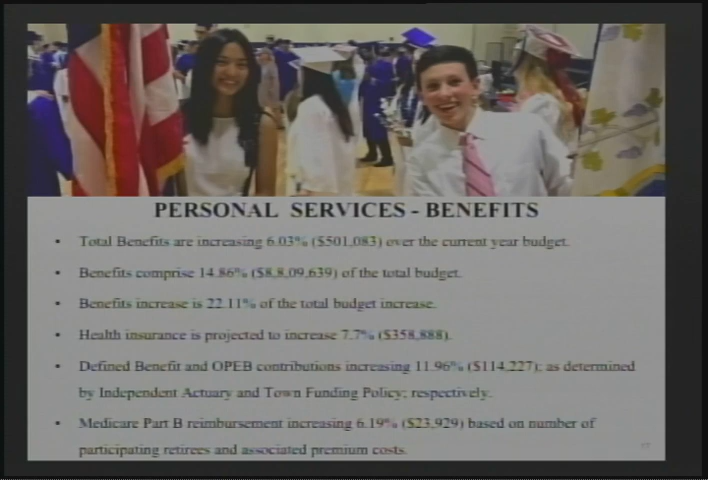 PERSONAL SERVICES - BENEFITS
• Total Benefits are increasing 6.03% ($501,083) over the current year budget.
• Benefits comprise 14.86% ($8,8,09,639) of the total budget.
• Benefits increase is 22.11% of the total budget increase.
• Health insurance is projected to increase 7.7% ($358,888).
• Defined Benefit and OPEB contributions increasing 11.96% ($114,227); as determined
by Independent Actuary and Town Funding Policy; respectively.
• Medicare Part B reimbursement increasing 6.19% ($23,929) based on number of
participating retirees and associated premium costs.